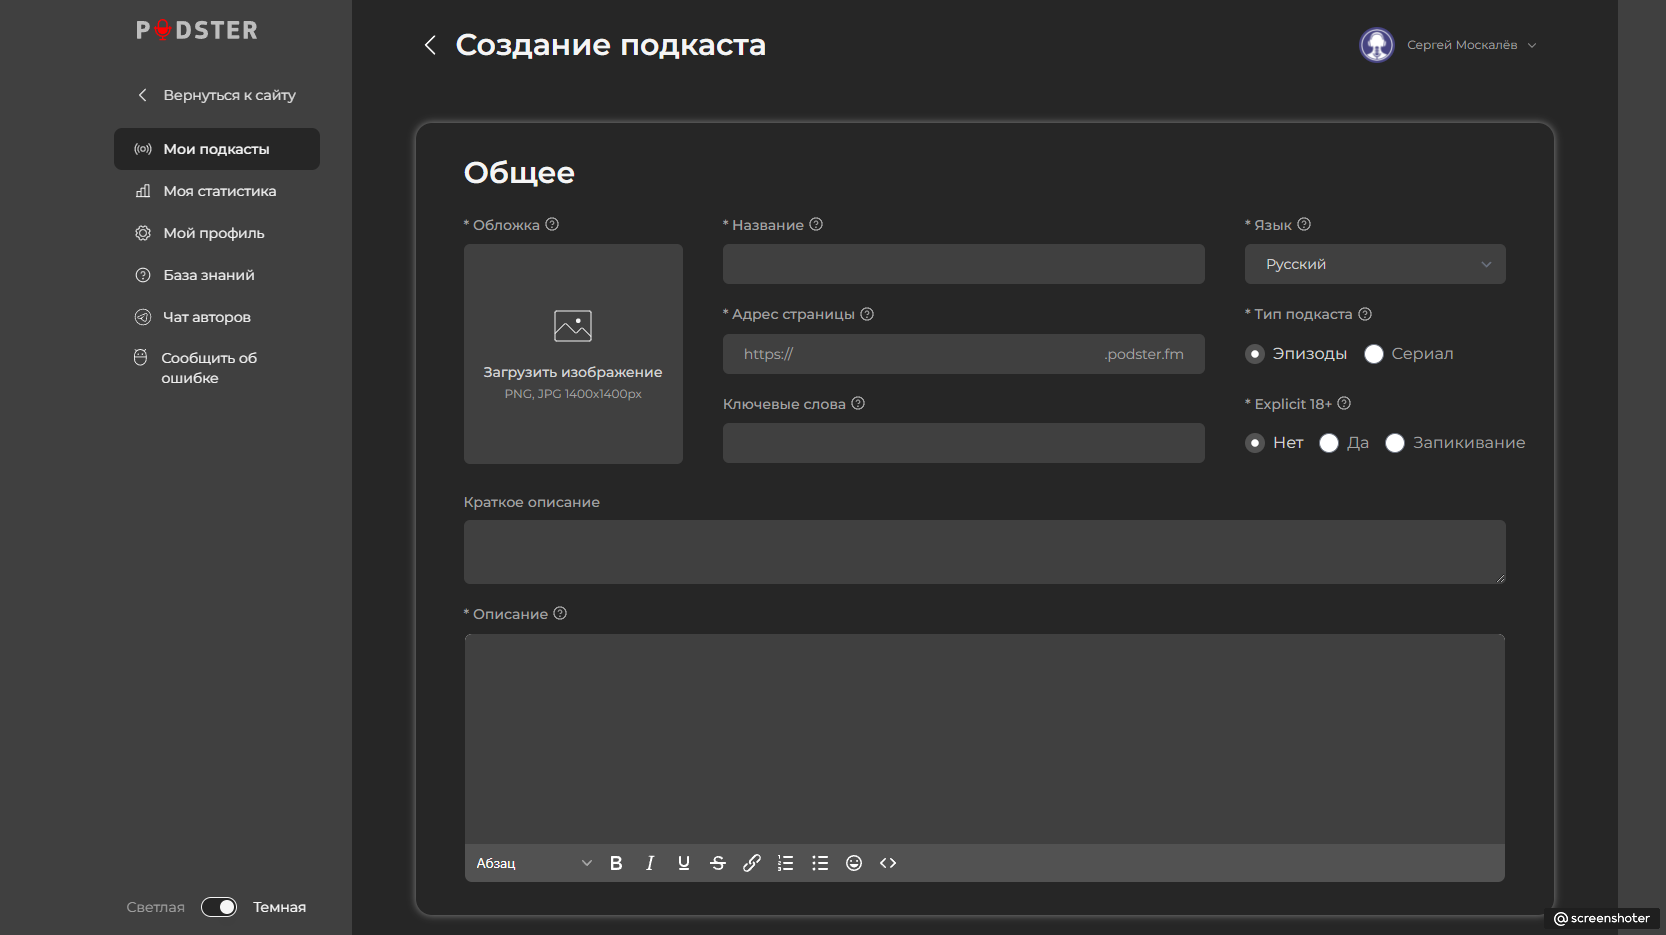 PODSTER
Вернуться к сайту
Мои подкасты
Моя статистика
Мой профиль
База знаний
Чат авторов
Сообщить об
ошибке
Светлая
Темная
Создание подкаста
Сергей Москалёв
Общее
* Обложка
Загрузить изображение
PNG, JPG 1400x1400px
* Название
* Адрес страницы
https://
.podster.fm
Ключевые слова
* Язык
Русский
* Тип подкаста
Эпизоды
Сериал
* Explicit 18+
Нет
Да
Запикивание
Краткое описание
* Описание
Абзац
@screenshoter